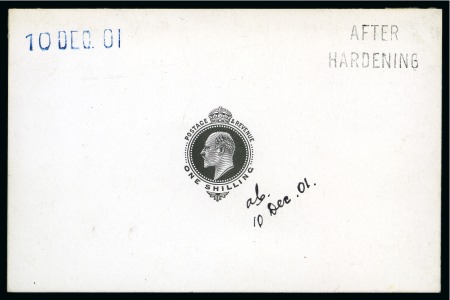 10 DEC. 01
AFTER
HARDENING
POSTAGE & REVENUE
ONE SHILLING
10 Dec. 01.